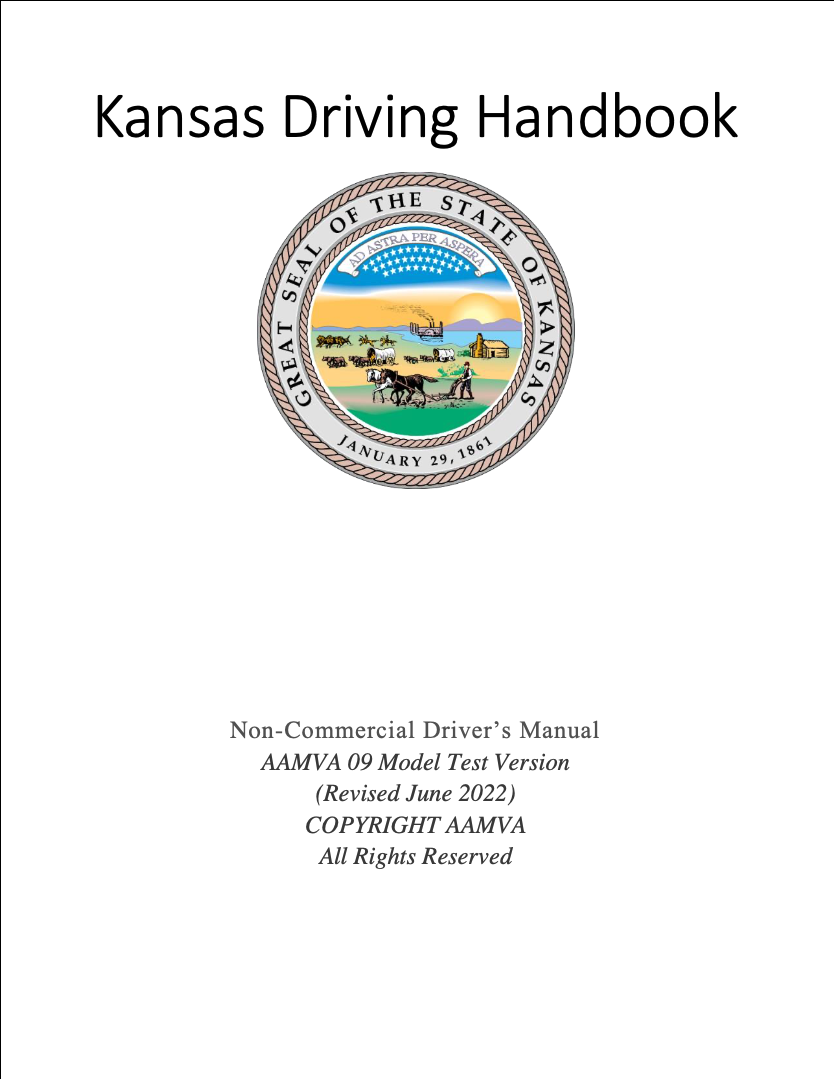 Kansas Driving Handbook
GREAT SEAL OF THE STATE OF KANSAS
AD ASTRA PER ASPERA
JANUARY 29, 1861
Non-Commercial Driver’s Manual
AAMVA 09 Model Test Version
(Revised June 2022)
COPYRIGHT AAMVA
All Rights Reserved